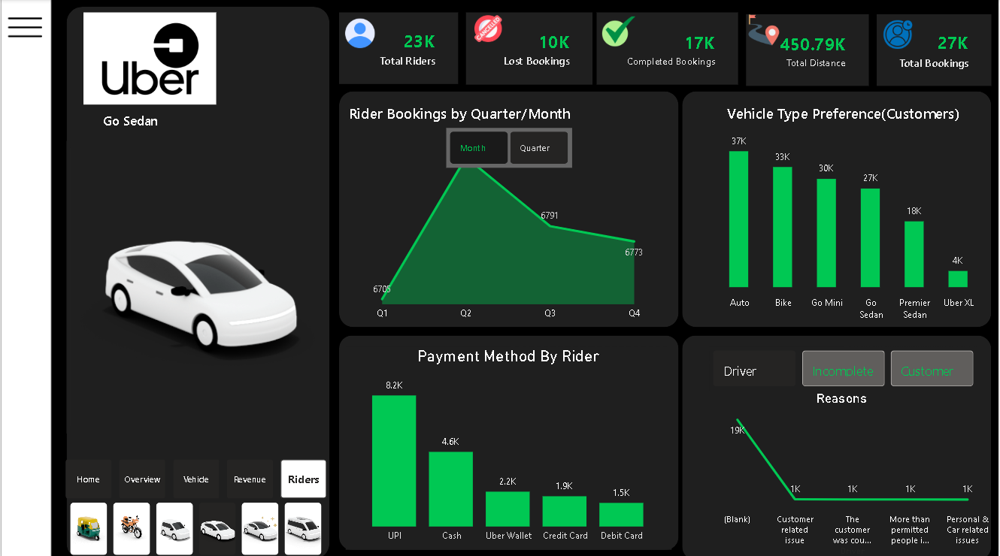 Uber
Go Sedan
Home
Overview
Vehicle
Revenue
Riders
23K
Total Riders
CANCELLED
10K
Lost Bookings
17K
Completed Bookings
450.79K
Total Distance
27K
Total Bookings
Rider Bookings by Quarter/Month
Month
Quarter
6705
6791
6773
Q1
Q2
Q3
Q4
Vehicle Type Preference(Customers)
37K
33K
30K
27K
18K
4K
Auto
Bike
Go Mini
Go
Sedan
Premier
Sedan
Uber XL
Payment Method By Rider
8.2K
4.6K
2.2K
1.9K
1.5K
UPI
Cash
Uber Wallet
Credit Card
Debit Card
Driver
Incomplete
Customer
Reasons
19K
1K
1K
1K
1K
(Blank)
Customer
related
issue
The
customer
was cou...
More than
permitted
people i...
Personal &
Car related
issues